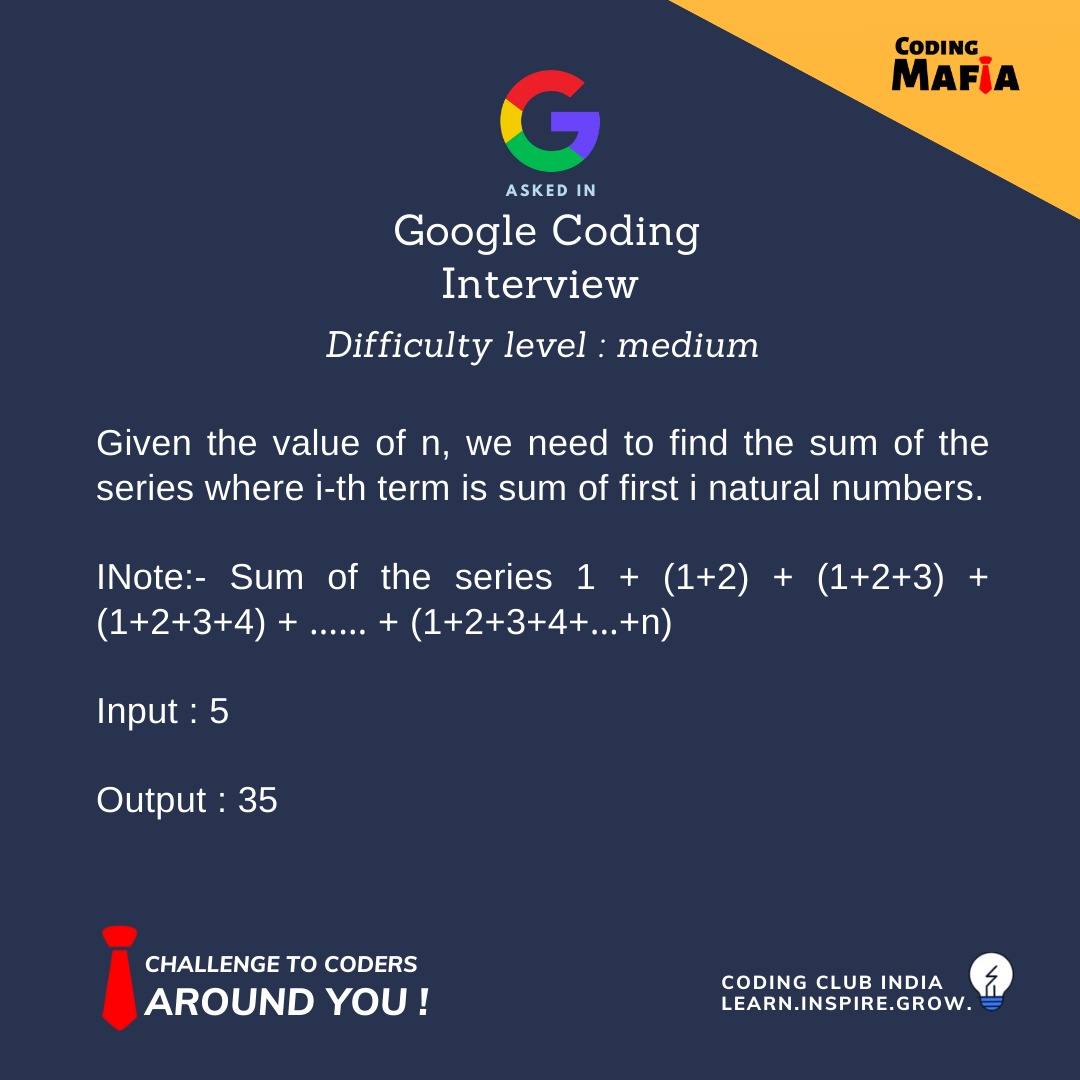 CODING
MAFIA
ASKED IN
Google Coding
Interview
Difficulty level : medium
Given the value of n, we need to find the sum of the
series where i-th term is sum of first i natural numbers.
INote:- Sum of the series 1 + (1+2) + (1+2+3) +
(1+2+3+4) + ...... + (1+2+3+4+...+n)
Input : 5
Output : 35
CHALLENGE TO CODERS
AROUND YOU !
CODING CLUB INDIA
LEARN.INSPIRE.GROW.